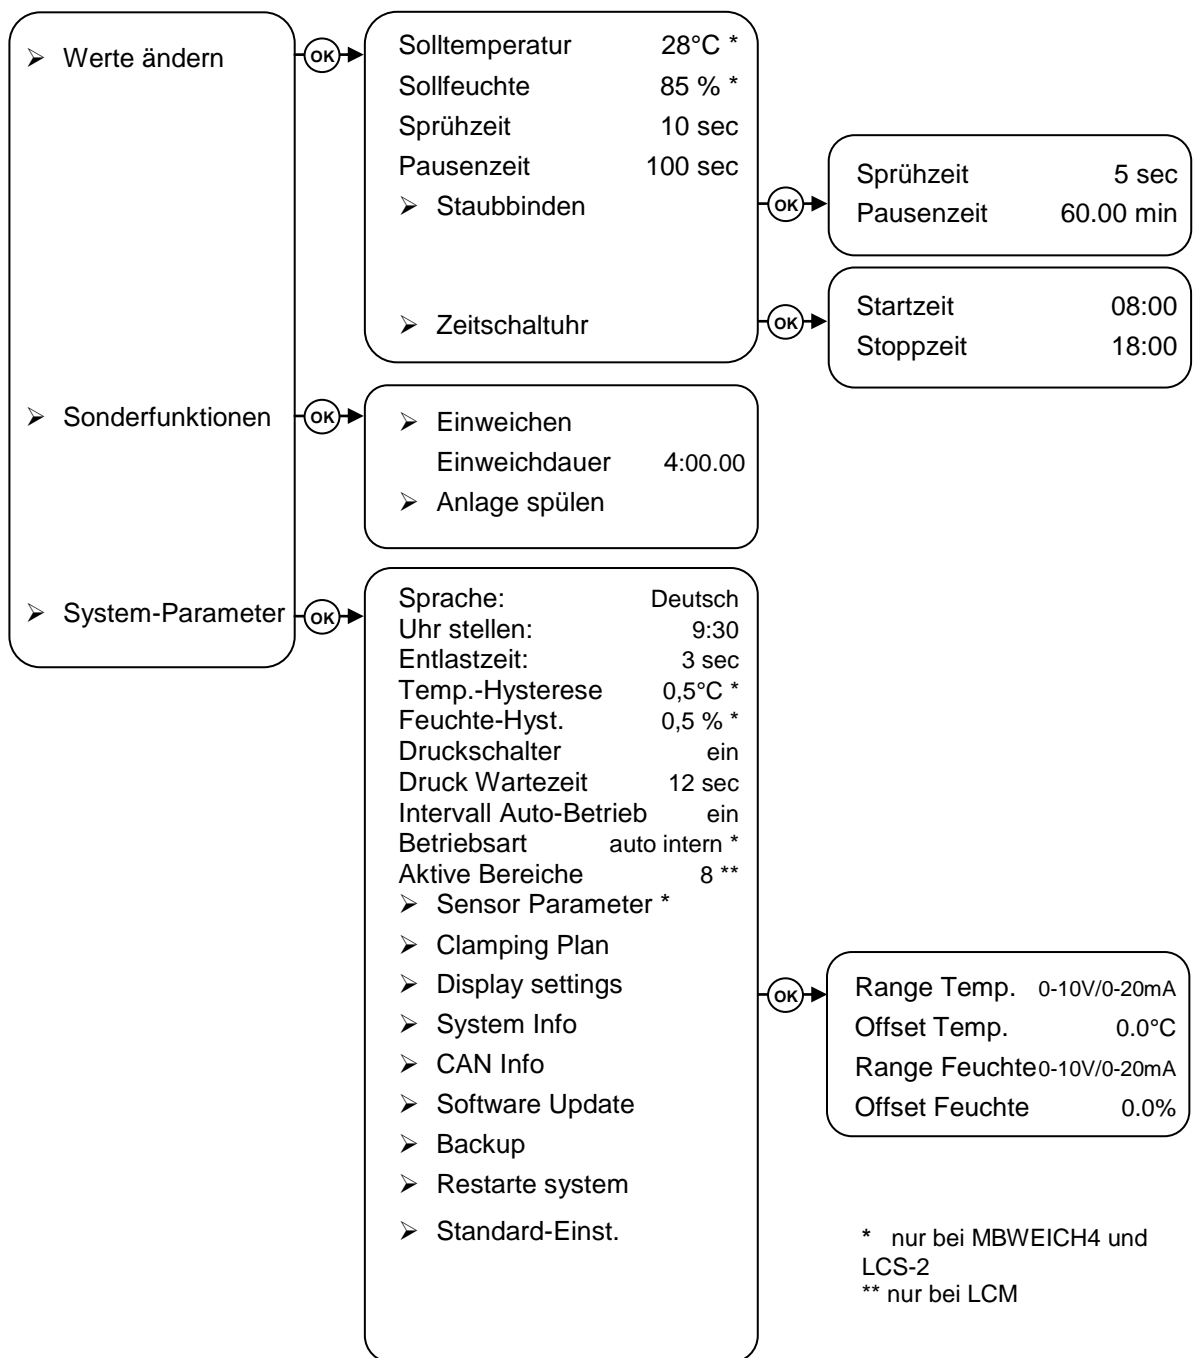 ➢ Werte ändern
OK
Solltemperatur 28°C *
Sollfeuchte 85 % *
Sprühzeit 10 sec
Pausenzeit 100 sec
➢ Staubbinden
OK
Sprühzeit 5 sec
Pausenzeit 60.00 min
➢ Zeitschaltuhr
OK
Startzeit 08:00
Stoppzeit 18:00
➢ Sonderfunktionen
OK
➢ Einweichen
Einweichdauer 4:00.00
➢ Anlage spülen
➢ System-Parameter
OK
Sprache: Deutsch
Uhr stellen: 9:30
Entlastzeit: 3 sec
Temp.-Hysterese 0,5°C *
Feuchte-Hyst. 0,5 % *
Druckschalter ein
Druck Wartezeit 12 sec
Intervall Auto-Betrieb ein
Betriebsart auto intern *
Aktive Bereiche 8 **
➢ Sensor Parameter *
➢ Clamping Plan
➢ Display settings
➢ System Info
➢ CAN Info
➢ Software Update
➢ Backup
➢ Restarte system
➢ Standard-Einst.
OK
Range Temp. 0-10V/0-20mA
Offset Temp. 0.0°C
Range Feuchte 0-10V/0-20mA
Offset Feuchte 0.0%
* nur bei MBWEICH4 und
LCS-2
** nur bei LCM